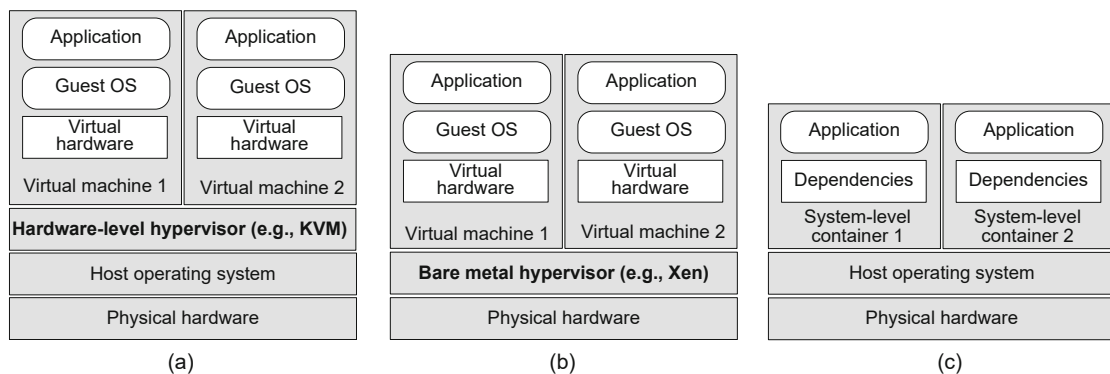 Application
Guest OS
Virtual
hardware
Virtual machine 1
Application
Guest OS
Virtual
hardware
Virtual machine 2
Hardware-level hypervisor (e.g., KVM)
Host operating system
Physical hardware
(a)
Application
Guest OS
Virtual
hardware
Virtual machine 1
Application
Guest OS
Virtual
hardware
Virtual machine 2
Bare metal hypervisor (e.g., Xen)
Physical hardware
(b)
Application
Dependencies
System-level
container 1
Application
Dependencies
System-level
container 2
Host operating system
Physical hardware
(c)